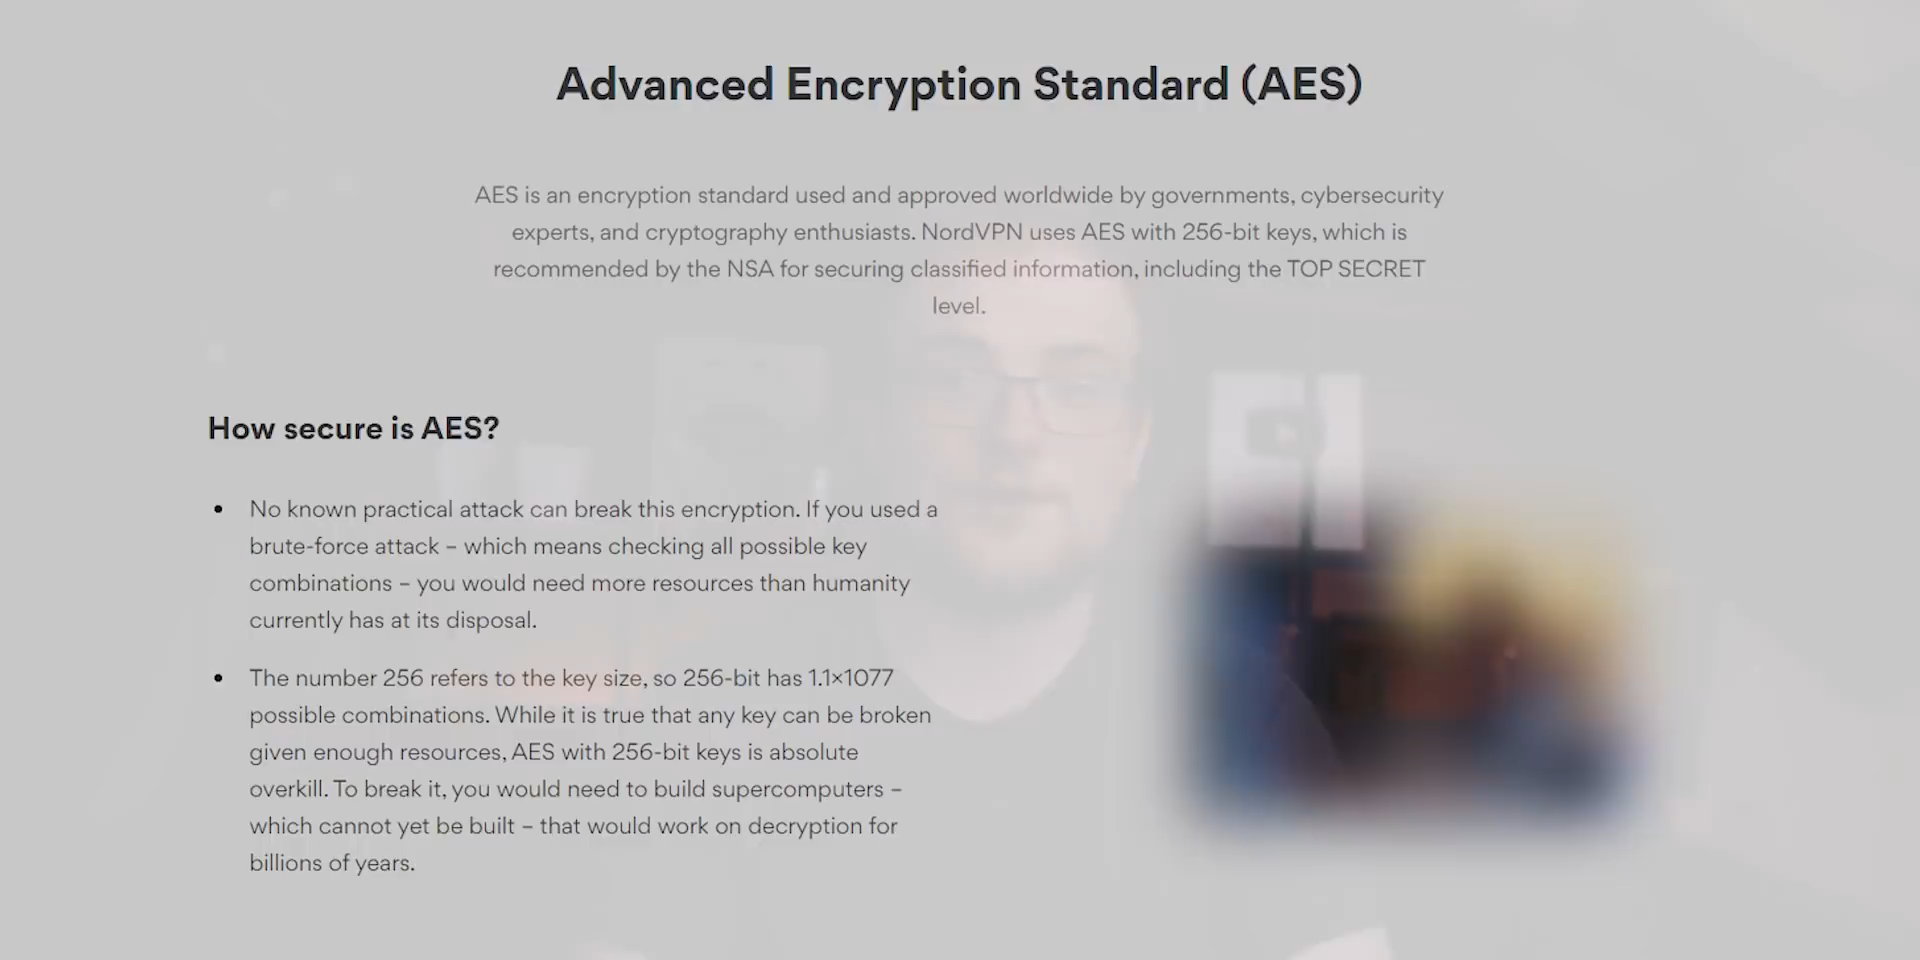 Advanced Encryption Standard (AES)
AES is an encryption standard used and approved worldwide by governments, cybersecurity
experts, and cryptography enthusiasts. NordVPN uses AES with 256-bit keys, which is
recommended by the NSA for securing classified information, including the TOP SECRET
level.
How secure is AES?
• No known practical attack can break this encryption. If you used a
brute-force attack – which means checking all possible key
combinations – you would need more resources than humanity
currently has at its disposal.
• The number 256 refers to the key size, so 256-bit has 1.1×1077
possible combinations. While it is true that any key can be broken
given enough resources, AES with 256-bit keys is absolute
overkill. To break it, you would need to build supercomputers –
which cannot yet be built – that would work on decryption for
billions of years.